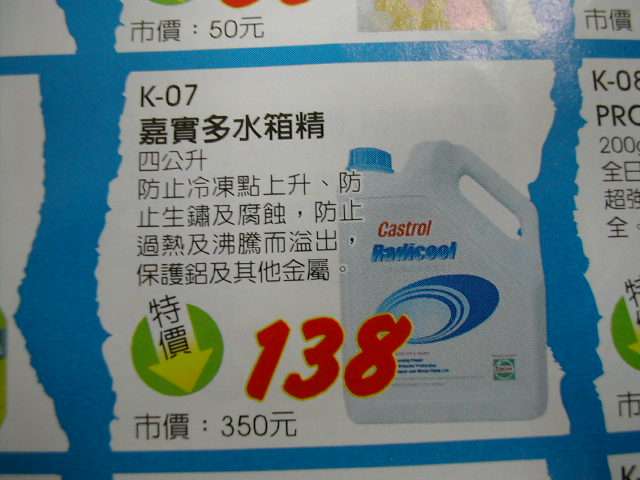 市價：50元
市價
K-07
嘉實多水箱精
四公升
防止冷凍點上升、防
止生鏽及腐蝕，防止
過熱及沸騰而溢出，
保護鋁及其他金屬。
Castrol
Radicool
特價
138
市價：350元
K-08
PRO
200g
全日
超強
全。
特
市
K-